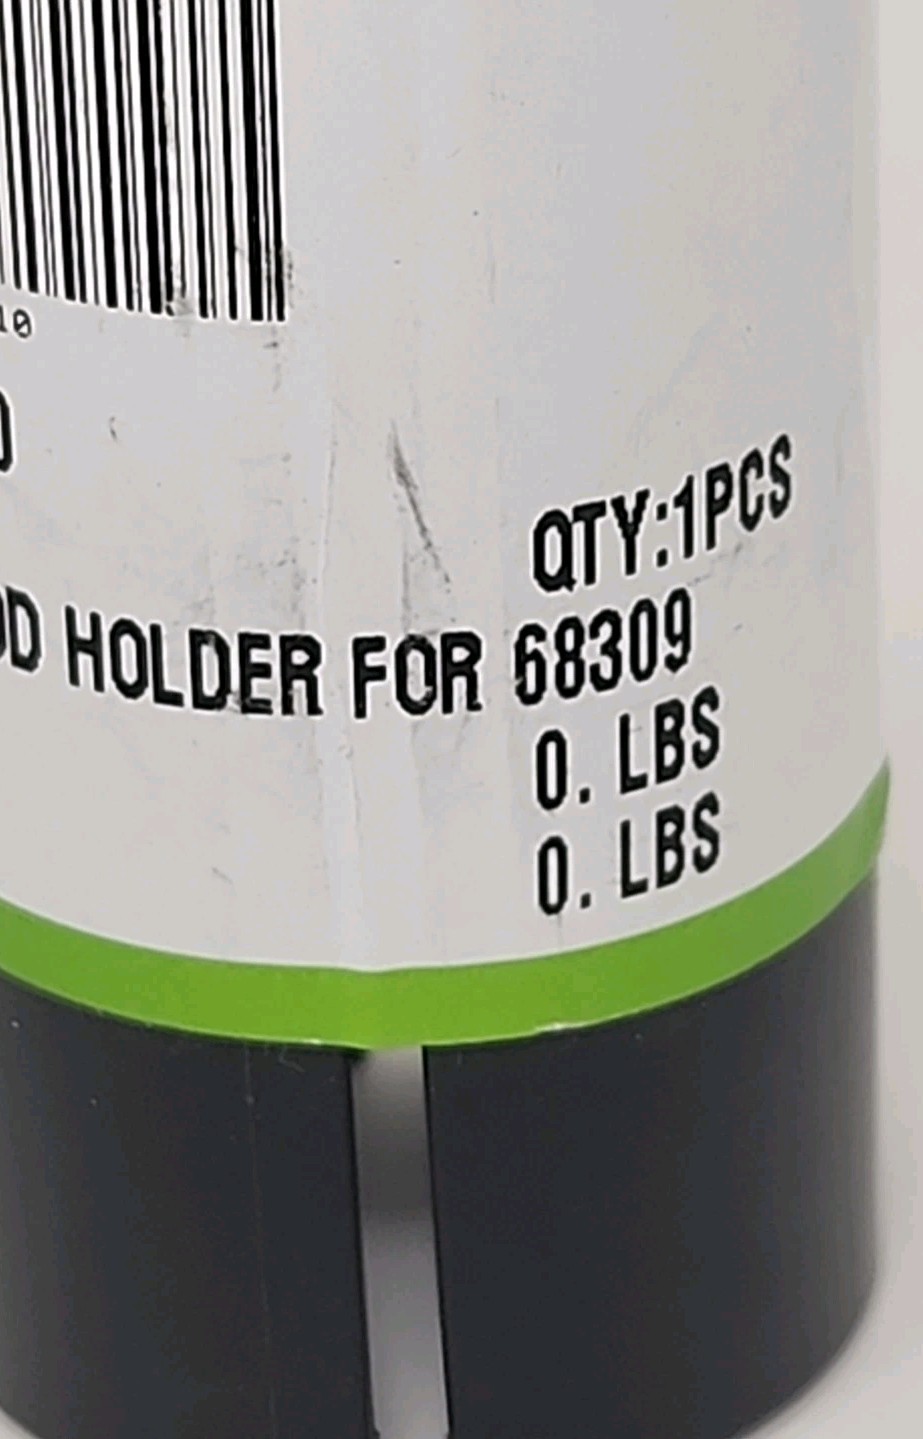 10
QTY:1PCS
HOLDER FOR 68309
0. LBS
0. LBS